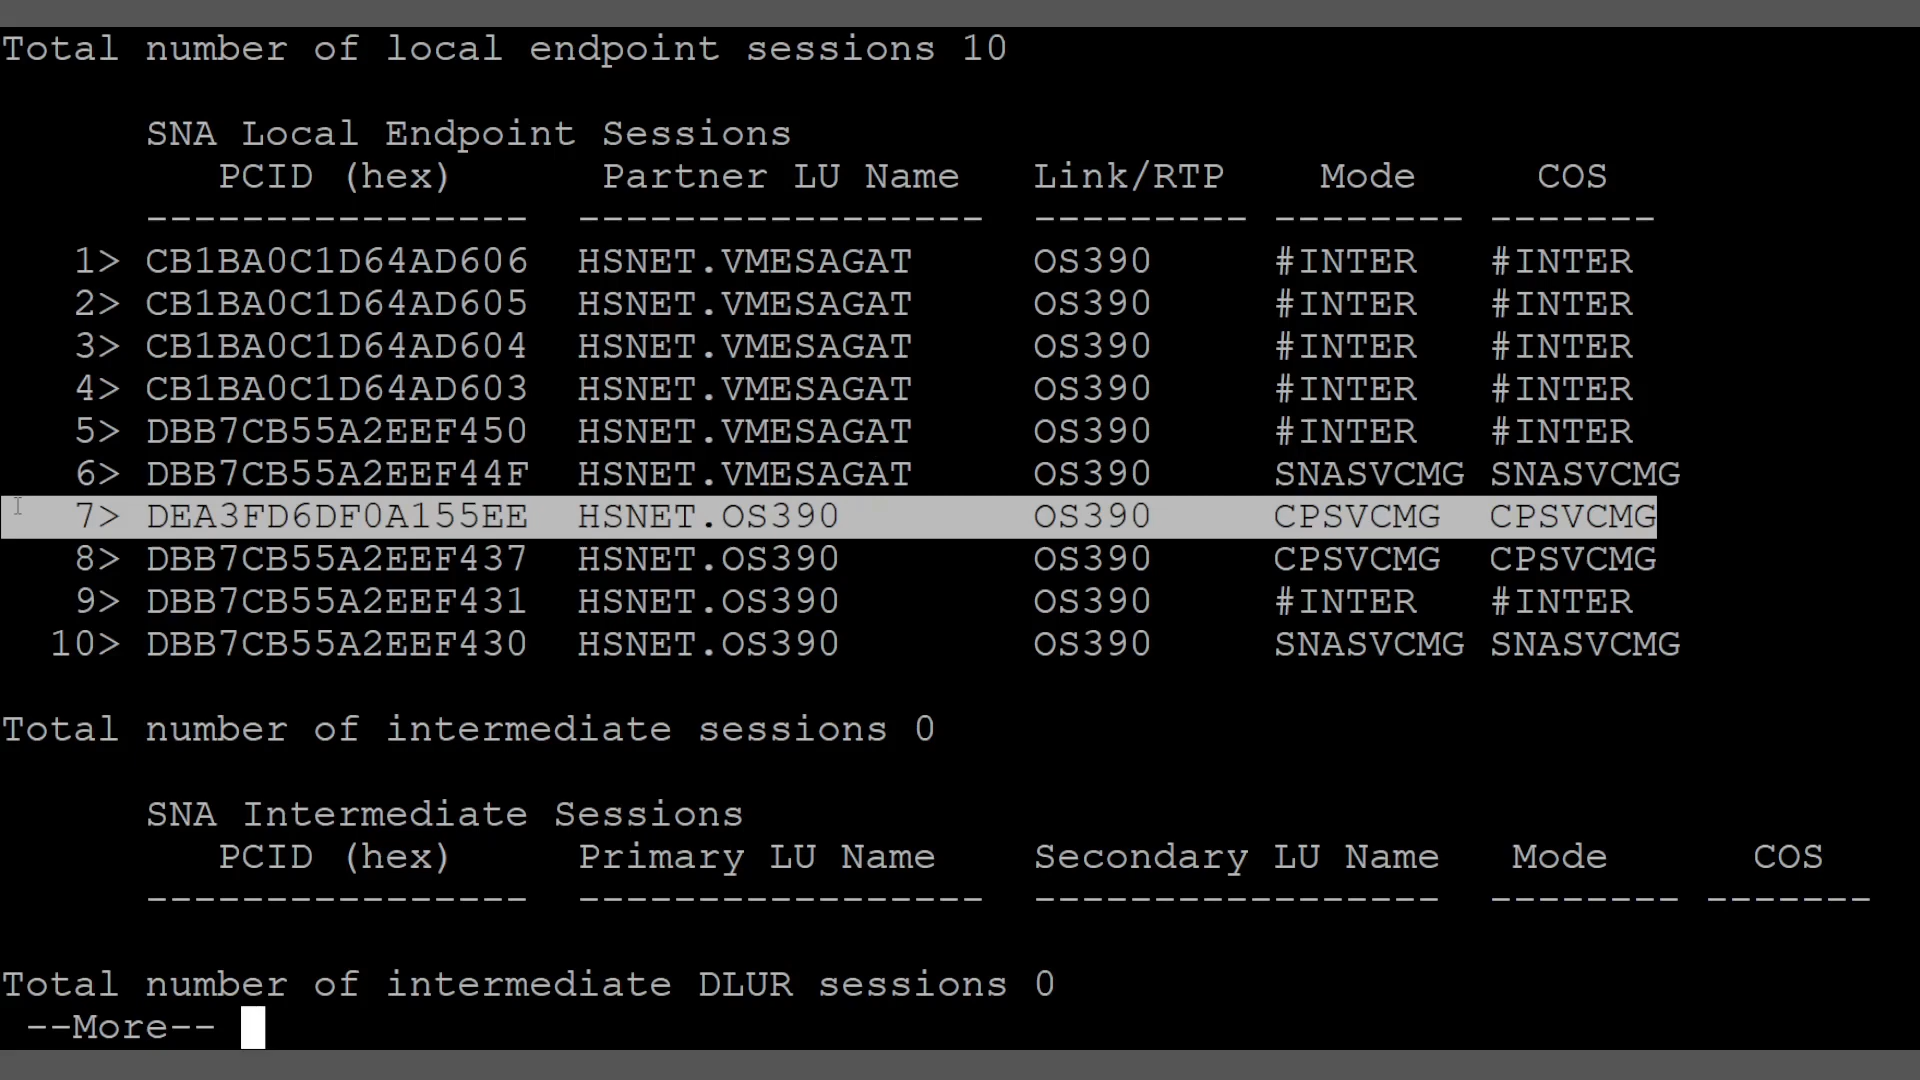 Total number of local endpoint sessions 10
SNA Local Endpoint Sessions
PCID (hex) Partner LU Name Link/RTP Mode COS
---------------- ----------------- --------- -------- -------
1> CB1BA0C1D64AD606 HSNET.VMESAGAT OS390 #INTER #INTER
2> CB1BA0C1D64AD605 HSNET.VMESAGAT OS390 #INTER #INTER
3> CB1BA0C1D64AD604 HSNET.VMESAGAT OS390 #INTER #INTER
4> CB1BA0C1D64AD603 HSNET.VMESAGAT OS390 #INTER #INTER
5> DBB7CB55A2EEF450 HSNET.VMESAGAT OS390 #INTER #INTER
6> DBB7CB55A2EEF44F HSNET.VMESAGAT OS390 SNASVCMG SNASVCMG
7> DEA3FD6DF0A155EE HSNET.OS390 OS390 CPSVCMG CPSVCMG
8> DBB7CB55A2EEF437 HSNET.OS390 OS390 CPSVCMG CPSVCMG
9> DBB7CB55A2EEF431 HSNET.OS390 OS390 #INTER #INTER
10> DBB7CB55A2EEF430 HSNET.OS390 OS390 SNASVCMG SNASVCMG
Total number of intermediate sessions 0
SNA Intermediate Sessions
PCID (hex) Primary LU Name Secondary LU Name Mode COS
---------------- ----------------- ----------------- -------- -------
Total number of intermediate DLUR sessions 0
--More--